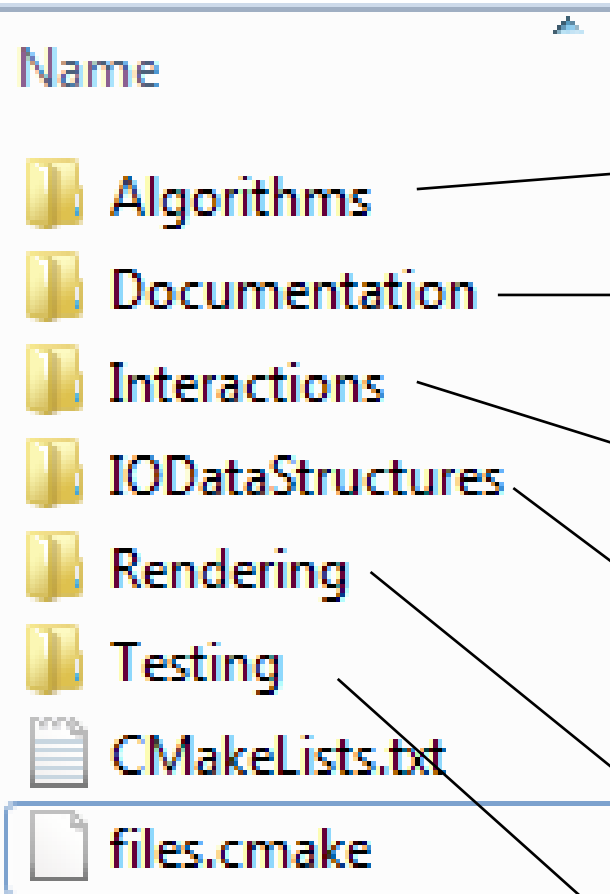 Name
Algorithms
Documentation
Interactions
IODataStructures
Rendering
Testing
CMakeLists.txt
files.cmake